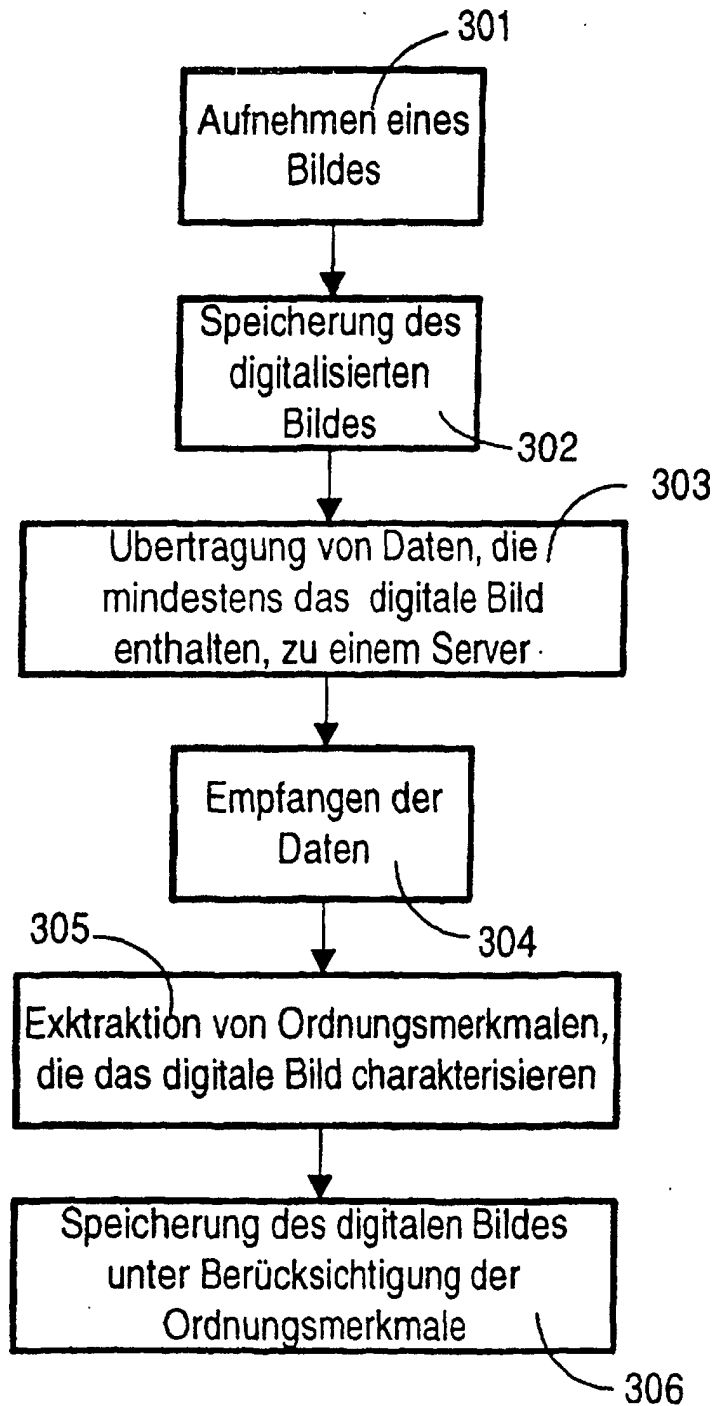 301
Aufnehmen eines
Bildes
Speicherung des
digitalisierten
Bildes
302
303
Ubertragung von Daten, die
mindestens das digitale Bild
enthalten, zu einem Server
Empfangen der
Daten
304
305
Exktraktion von Ordnungsmerkmalen,
die das digitale Bild charakterisieren
Speicherung des digitalen Bildes
unter Berücksichtigung der
Ordnungsmerkmale
306